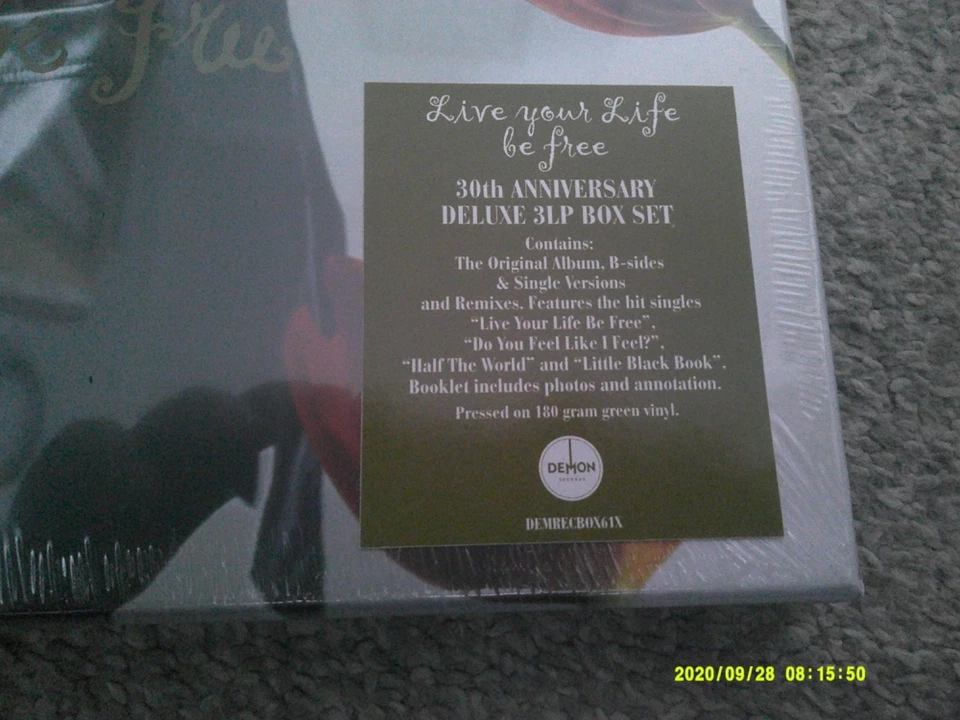 Free
Live your Life
be free
30th ANNIVERSARY
DELUXE 3LP BOX SET
Contains:
The Original Album, B-sides
& Single Versions
and Remixes. Features the hit singles
“Live Your Life Be Free”,
“Do You Feel Like I Feel?”,
“Half The World” and “Little Black Book”.
Booklet includes photos and annotation.
Pressed on 180 gram green vinyl.
DEMON
RECORDS
DEMRECBOX61X
2020/09/28 08:15:50